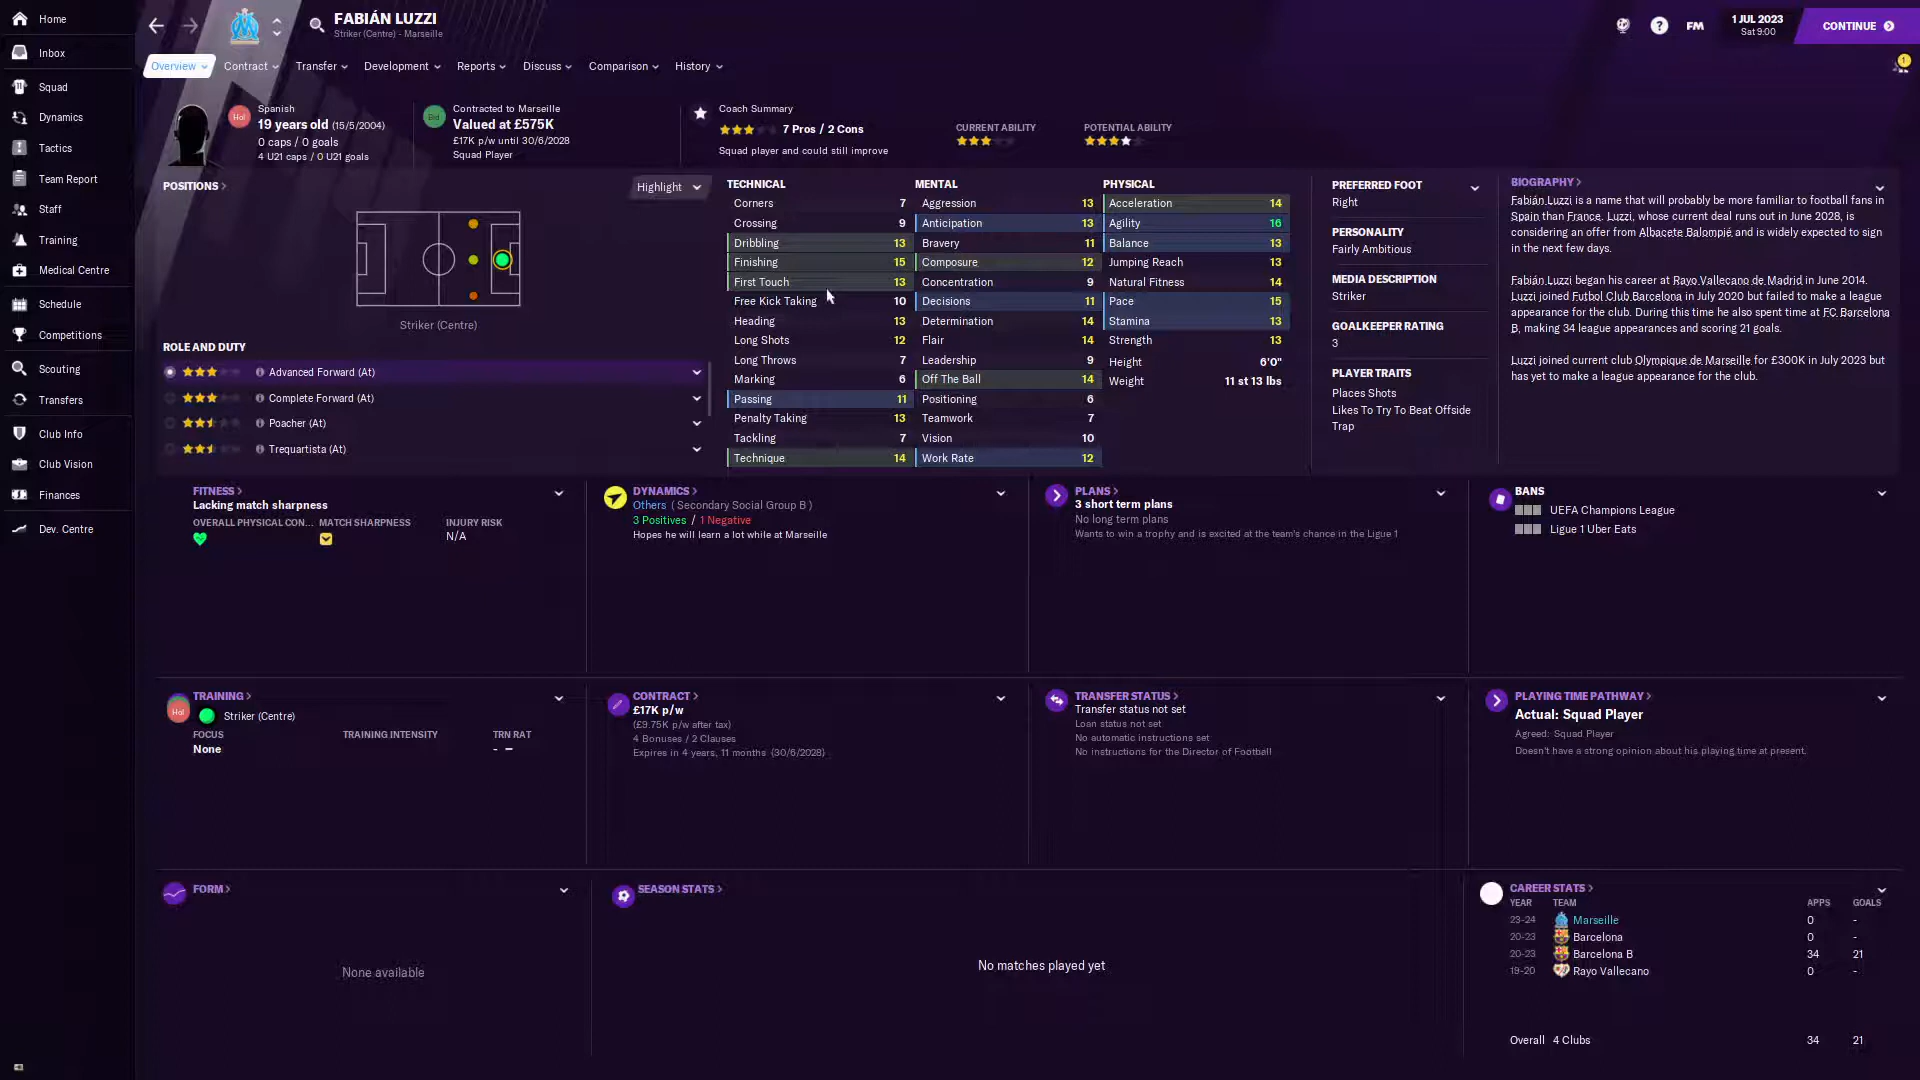 Home
Inbox
Squad
Dynamics
Tactics
Team Report
Staff
Training
Medical Centre
Schedule
Competitions
Scouting
Transfers
Club Info
Club Vision
Finances
Dev. Centre
FABIÁN LUZZI
Striker (Centre) - Marseille
FM
1 JUL 2023
Sat 9:00
CONTINUE
1
Overview
Contract
Transfer
Development
Reports
Discuss
Comparison
History
Hol
Spanish
19 years old (15/5/2004)
0 caps / 0 goals
4 U21 caps / 0 U21 goals
Bid
Contracted to Marseille
Valued at £575K
£17K p/w until 30/6/2028
Squad Player
Coach Summary
7 Pros / 2 Cons
Squad player and could still improve
CURRENT ABILITY
POTENTIAL ABILITY
POSITIONS
Highlight
Striker (Centre)
ROLE AND DUTY
Advanced Forward (At)
Complete Forward (At)
Poacher (At)
Trequartista (At)
TECHNICAL
Corners 7
Crossing 9
Dribbling 13
Finishing 15
First Touch 13
Free Kick Taking 10
Heading 13
Long Shots 12
Long Throws 7
Marking 6
Passing 11
Penalty Taking 13
Tackling 7
Technique 14
MENTAL
Aggression 13
Anticipation 13
Bravery 11
Composure 12
Concentration 9
Decisions 11
Determination 14
Flair 14
Leadership 9
Off The Ball 14
Positioning 6
Teamwork 7
Vision 10
Work Rate 12
PHYSICAL
Acceleration 14
Agility 16
Balance 13
Jumping Reach 13
Natural Fitness 14
Pace 15
Stamina 13
Strength 13
Height 6'0"
Weight 11 st 13 lbs
PREFERRED FOOT
Right
PERSONALITY
Fairly Ambitious
MEDIA DESCRIPTION
Striker
GOALKEEPER RATING
3
PLAYER TRAITS
Places Shots
Likes To Try To Beat Offside
Trap
BIOGRAPHY
Fabián Luzzi is a name that will probably be more familiar to football fans in
Spain than France. Luzzi, whose current deal runs out in June 2028, is
considering an offer from Albacete Balompié and is widely expected to sign
in the next few days.
Fabián Luzzi began his career at Rayo Vallecano de Madrid in June 2014.
Luzzi joined Futbol Club Barcelona in July 2020 but failed to make a league
appearance for the club. During this time he also spent time at FC Barcelona
B, making 34 league appearances and scoring 21 goals.
Luzzi joined current club Olympique de Marseille for £300K in July 2023 but
has yet to make a league appearance for the club.
FITNESS
Lacking match sharpness
OVERALL PHYSICAL CON... MATCH SHARPNESS INJURY RISK
N/A
DYNAMICS
Others ( Secondary Social Group B )
3 Positives / 1 Negative
Hopes he will learn a lot while at Marseille
PLANS
3 short term plans
No long term plans
Wants to win a trophy and is excited at the team's chance in the Ligue 1
BANS
UEFA Champions League
Ligue 1 Uber Eats
TRAINING
Hol
Striker (Centre)
FOCUS TRAINING INTENSITY TRN RAT
None - –
CONTRACT
£17K p/w
(£9.75K p/w after tax)
4 Bonuses / 2 Clauses
Expires in 4 years, 11 months (30/6/2028)
TRANSFER STATUS
Transfer status not set
Loan status not set
No automatic instructions set
No instructions for the Director of Football
PLAYING TIME PATHWAY
Actual: Squad Player
Agreed: Squad Player
Doesn't have a strong opinion about his playing time at present.
FORM
None available
SEASON STATS
No matches played yet
CAREER STATS
YEAR TEAM APPS GOALS
23-24 Marseille 0 -
20-23 Barcelona 0 -
20-23 Barcelona B 34 21
19-20 Rayo Vallecano 0 -
Overall 4 Clubs 34 21